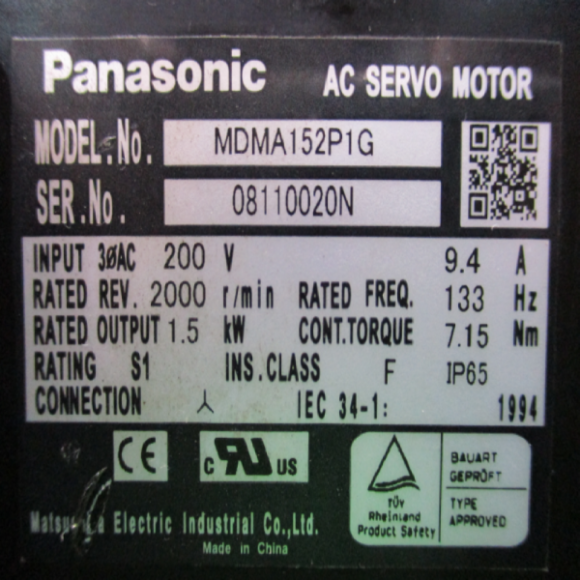 Panasonic AC SERVO MOTOR
MODEL.No. MDMA152P1G
SER.No. 08110020N
INPUT 3øAC 200 V 9.4 A
RATED REV. 2000 r/min RATED FREQ. 133 Hz
RATED OUTPUT 1.5 kW CONT.TORQUE 7.15 Nm
RATING S1 INS.CLASS F IP65
CONNECTION IEC 34-1: 1994
CE
c RU US
BAUART
GEPRÜFT
TÜV
Rheinland
Product Safety
TYPE
APPROVED
Electric Industrial Co.,Ltd.
Made in China